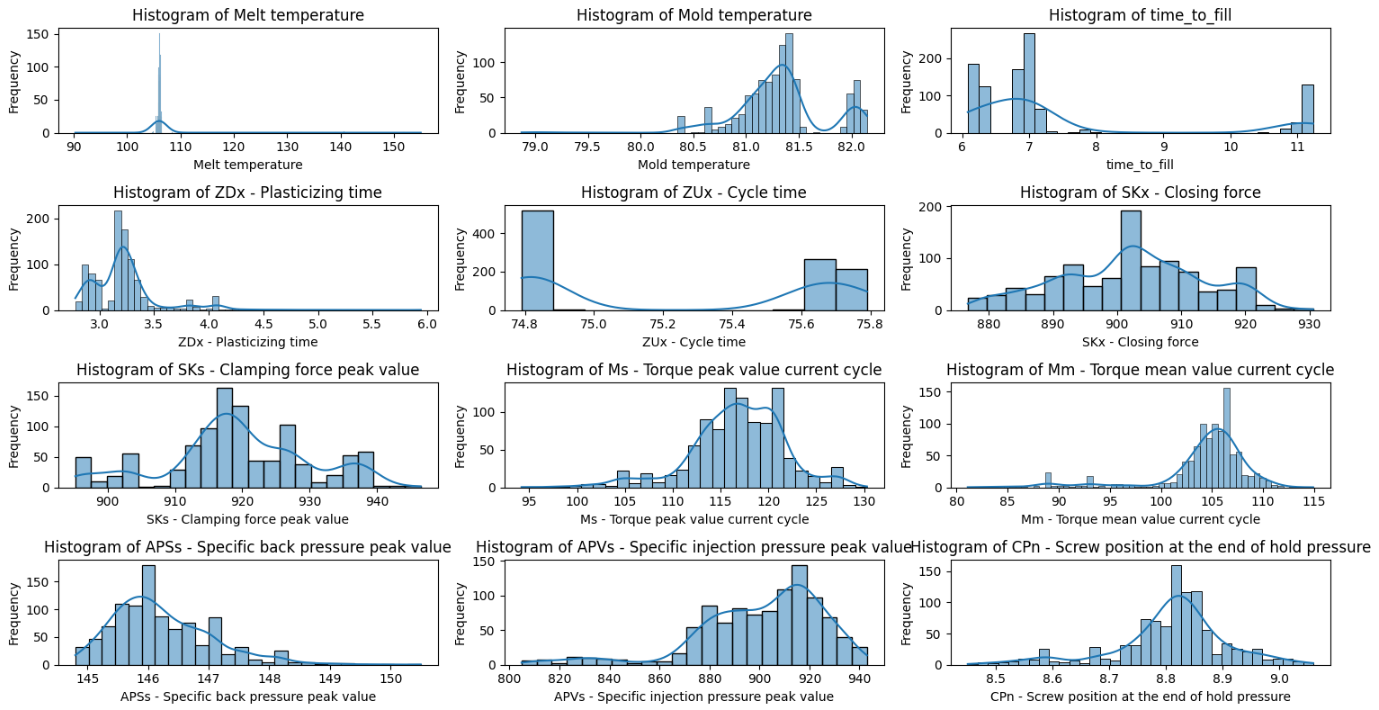 Histogram of Melt temperature
Histogram of Mold temperature
Histogram of time_to_fill
Frequency
150
100
50
0
90 100 110 120 130 140 150
Melt temperature
Frequency
100
50
0
79.0 79.5 80.0 80.5 81.0 81.5 82.0
Mold temperature
Frequency
200
100
0
6 7 8 9 10 11
time_to_fill
Histogram of ZDx - Plasticizing time
Histogram of ZUx - Cycle time
Histogram of SKx - Closing force
Frequency
200
100
0
3.0 3.5 4.0 4.5 5.0 5.5 6.0
ZDx - Plasticizing time
Frequency
400
200
0
74.8 75.0 75.2 75.4 75.6 75.8
ZUx - Cycle time
Frequency
200
100
0
880 890 900 910 920 930
SKx - Closing force
Histogram of SKs - Clamping force peak value
Histogram of Ms - Torque peak value current cycle
Histogram of Mm - Torque mean value current cycle
Frequency
150
100
50
0
900 910 920 930 940
SKs - Clamping force peak value
Frequency
100
50
0
95 100 105 110 115 120 125 130
Ms - Torque peak value current cycle
Frequency
150
100
50
0
80 85 90 95 100 105 110 115
Mm - Torque mean value current cycle
Histogram of APSs - Specific back pressure peak value
Histogram of APVs - Specific injection pressure peak value
Histogram of CPn - Screw position at the end of hold pressure
Frequency
150
100
50
0
145 146 147 148 149 150
APSs - Specific back pressure peak value
Frequency
150
100
50
0
800 820 840 860 880 900 920 940
APVs - Specific injection pressure peak value
Frequency
150
100
50
0
8.5 8.6 8.7 8.8 8.9 9.0
CPn - Screw position at the end of hold pressure